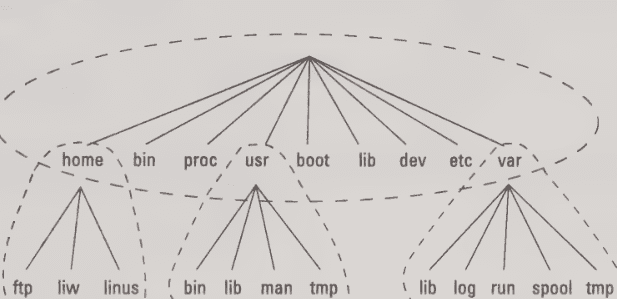 home bin proc usr boot lib dev etc var
ftp liw linus bin lib man tmp lib log run spool tmp